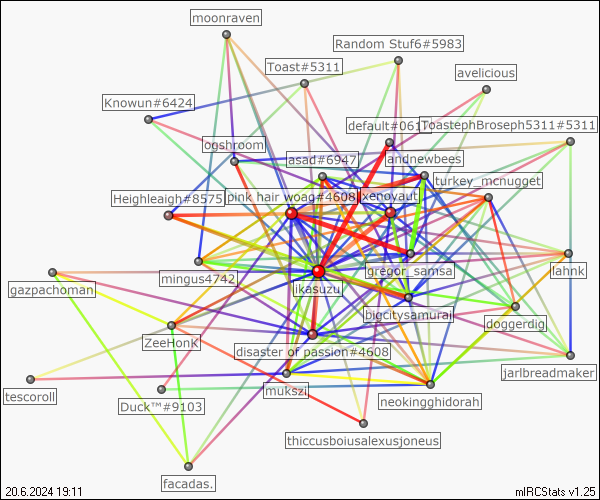 moonraven
Random Stuf6#5983
Toast#5311
avelicious
Knowun#6424
default#061
ToastephBroseph5311#5311
ogshroom
asad#6947
andnewbees
turkey_mcnugget
Heighleaigh#8575
pink hair woag#4608
xenovaut
gregor_samsa
lahnk
mingus4742
gazpachoman
ikasuzu
bigcitysamurai
doggerdig
ZeeHonK
disaster of passion#4608
jarlbreadmaker
tescoroll
mukszi
neokingghidorah
Duck™#9103
thiccusboiusalexusjoneus
facadas.
20.6.2024 19:11
mIRCStats v1.25